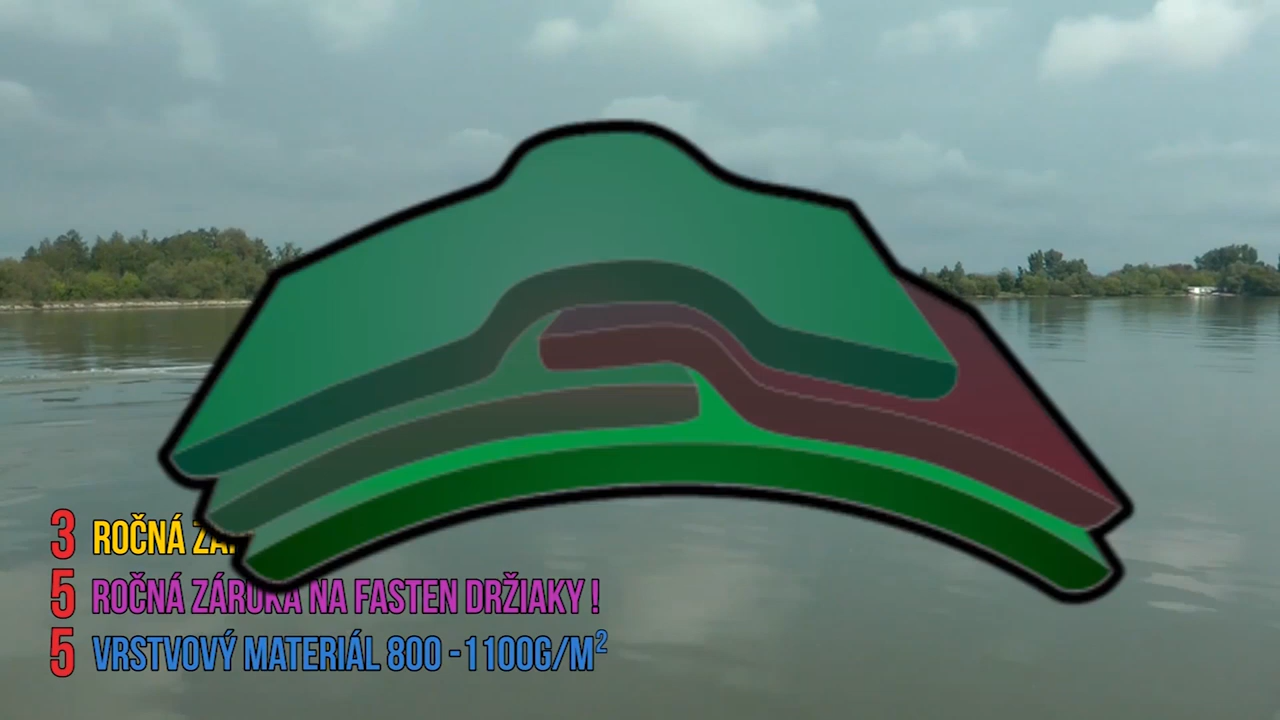 3 ROČNÁ
5 ROČNÁ ZÁRUKA NA FASTEN DRŽIAKY !
5 VRSTVOVÝ MATERIÁL 800 -1100G/M²